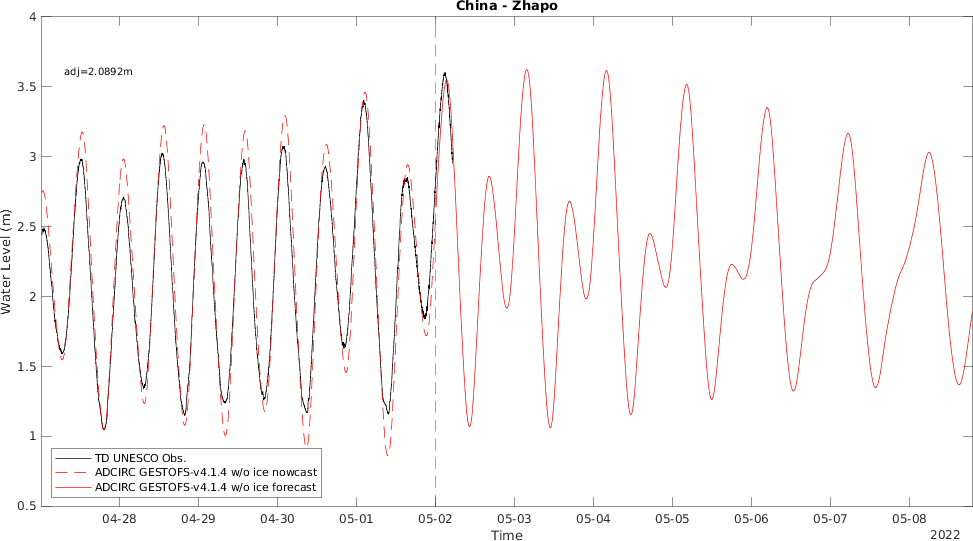 China - Zhapo
adj=2.0892m
4
3.5
3
2.5
2
1.5
1
0.5
Water Level (m)
TD UNESCO Obs.
ADCIRC GESTOFS-v4.1.4 w/o ice nowcast
ADCIRC GESTOFS-v4.1.4 w/o ice forecast
04-28 04-29 04-30 05-01 05-02 05-03 05-04 05-05 05-06 05-07 05-08
Time
2022